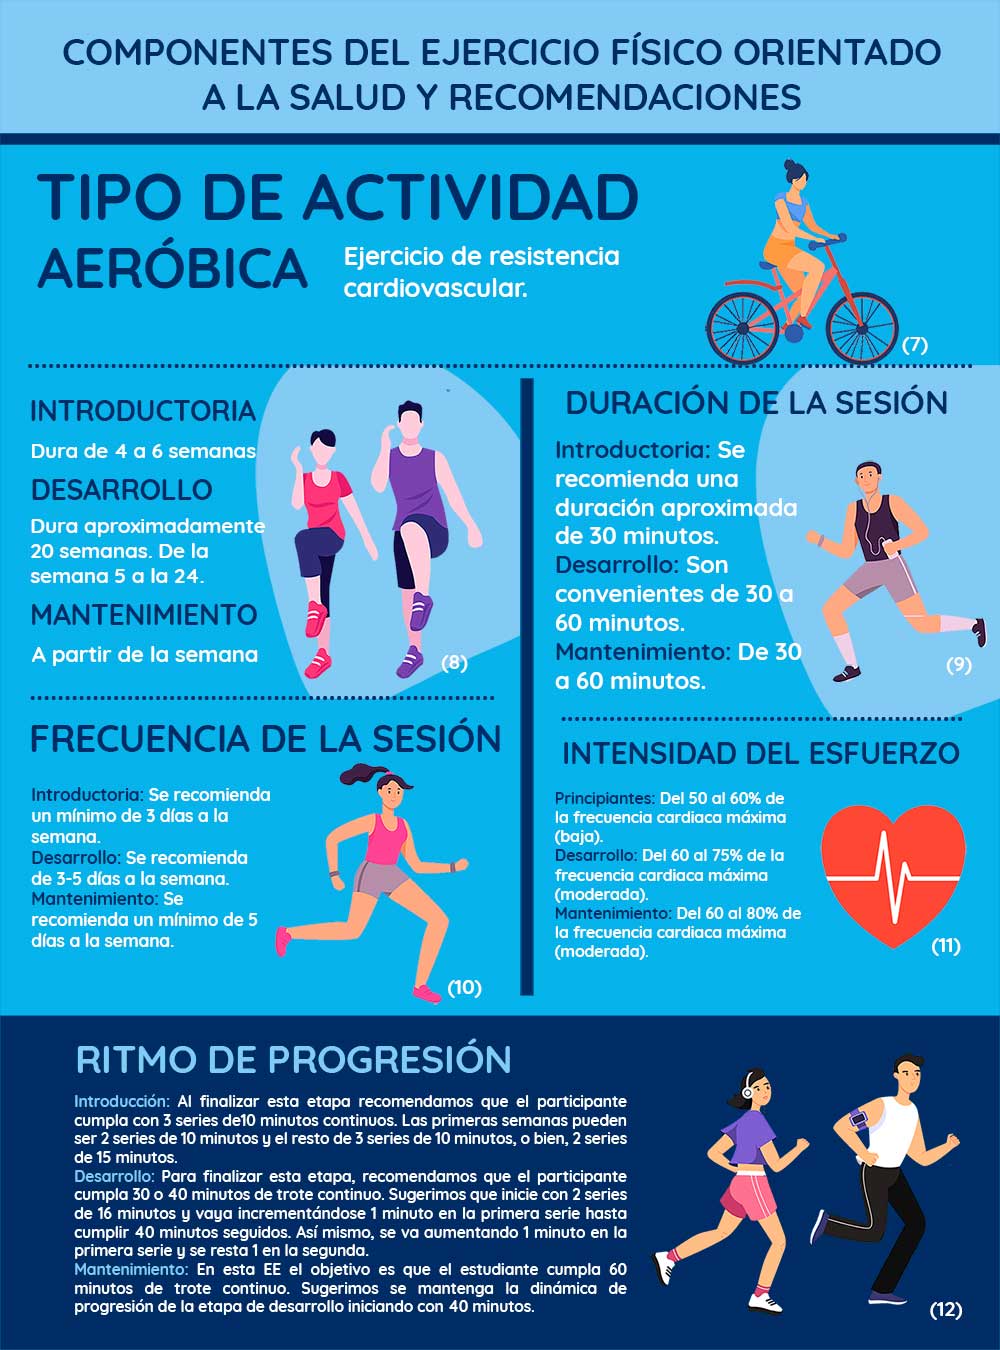 COMPONENTES DEL EJERCICIO FÍSICO ORIENTADO
A LA SALUD Y RECOMENDACIONES
TIPO DE ACTIVIDAD
AERÓBICA
Ejercicio de resistencia
cardiovascular.
(7)
INTRODUCTORIA
Dura de 4 a 6 semanas
DESARROLLO
Dura aproximadamente
20 semanas. De la
semana 5 a la 24.
MANTENIMIENTO
A partir de la semana
(8)
DURACIÓN DE LA SESIÓN
Introductoria: Se
recomienda una
duración aproximada
de 30 minutos.
Desarrollo: Son
convenientes de 30 a
60 minutos.
Mantenimiento: De 30
a 60 minutos.
(9)
FRECUENCIA DE LA SESIÓN
Introductoria: Se recomienda
un mínimo de 3 días a la
semana.
Desarrollo: Se recomienda
de 3-5 días a la semana.
Mantenimiento: Se
recomienda un mínimo de 5
días a la semana.
(10)
INTENSIDAD DEL ESFUERZO
Principiantes: Del 50 al 60% de
la frecuencia cardiaca máxima
(baja).
Desarrollo: Del 60 al 75% de la
frecuencia cardiaca máxima
(moderada).
Mantenimiento: Del 60 al 80% de
la frecuencia cardiaca máxima
(moderada).
(11)
RITMO DE PROGRESIÓN
Introducción: Al finalizar esta etapa recomendamos que el participante
cumpla con 3 series de10 minutos continuos. Las primeras semanas pueden
ser 2 series de 10 minutos y el resto de 3 series de 10 minutos, o bien, 2 series
de 15 minutos.
Desarrollo: Para finalizar esta etapa, recomendamos que el participante
cumpla 30 o 40 minutos de trote continuo. Sugerimos que inicie con 2 series
de 16 minutos y vaya incrementándose 1 minuto en la primera serie hasta
cumplir 40 minutos seguidos. Así mismo, se va aumentando 1 minuto en la
primera serie y se resta 1 en la segunda.
Mantenimiento: En esta EE el objetivo es que el estudiante cumpla 60
minutos de trote continuo. Sugerimos se mantenga la dinámica de
progresión de la etapa de desarrollo iniciando con 40 minutos.
(12)